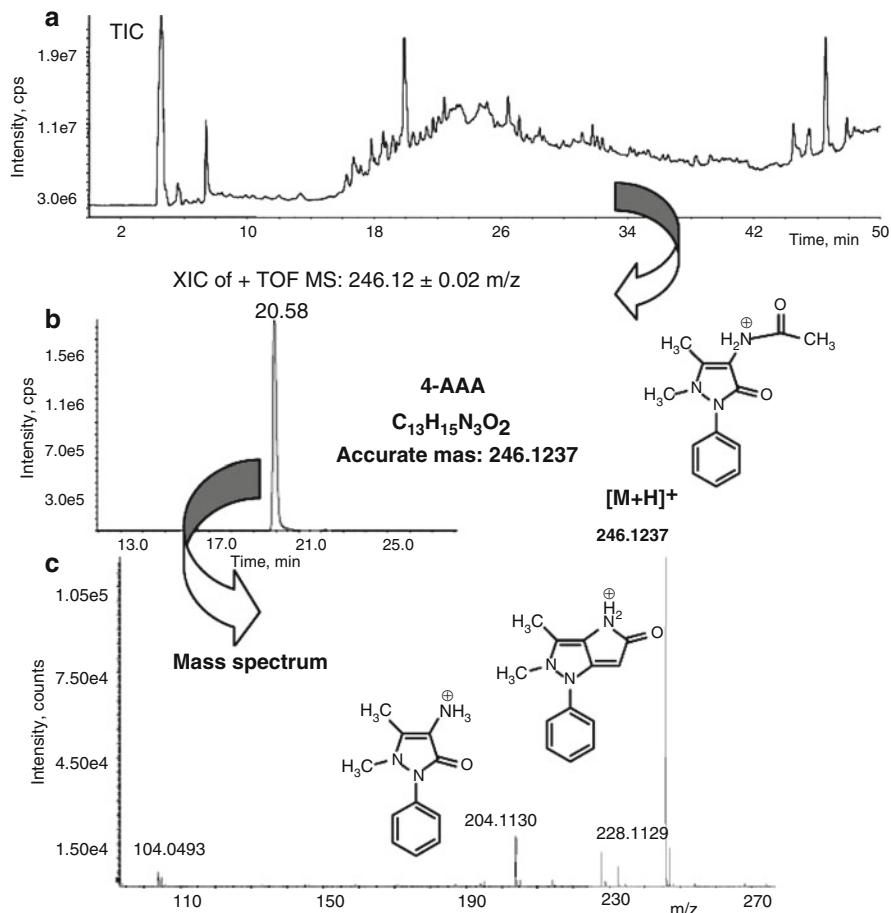 a
TIC
Intensity, cps
1.9e7
1.1e7
3.0e6
2 10 18 26 34 42 50
Time, min
XIC of + TOF MS: 246.12 ± 0.02 m/z
b
20.58
Intensity, cps
1.5e6
1.1e6
7.0e5
3.0e5
13.0 17.0 21.0 25.0
Time, min
4-AAA
C₁₃H₁₅N₃O₂
Accurate mas: 246.1237
⊕
O
H₂N
CH₃
H₃C
H₃C
N
N
O
[M+H]⁺
246.1237
c
Intensity, counts
1.05e5
7.50e4
4.50e4
1.50e4
Mass spectrum
⊕
NH₃
H₃C
H₃C
N
N
O
⊕
H₂
N
O
H₃C
H₃C
N
N
104.0493
204.1130
228.1129
110 150 190 230 270
m/z